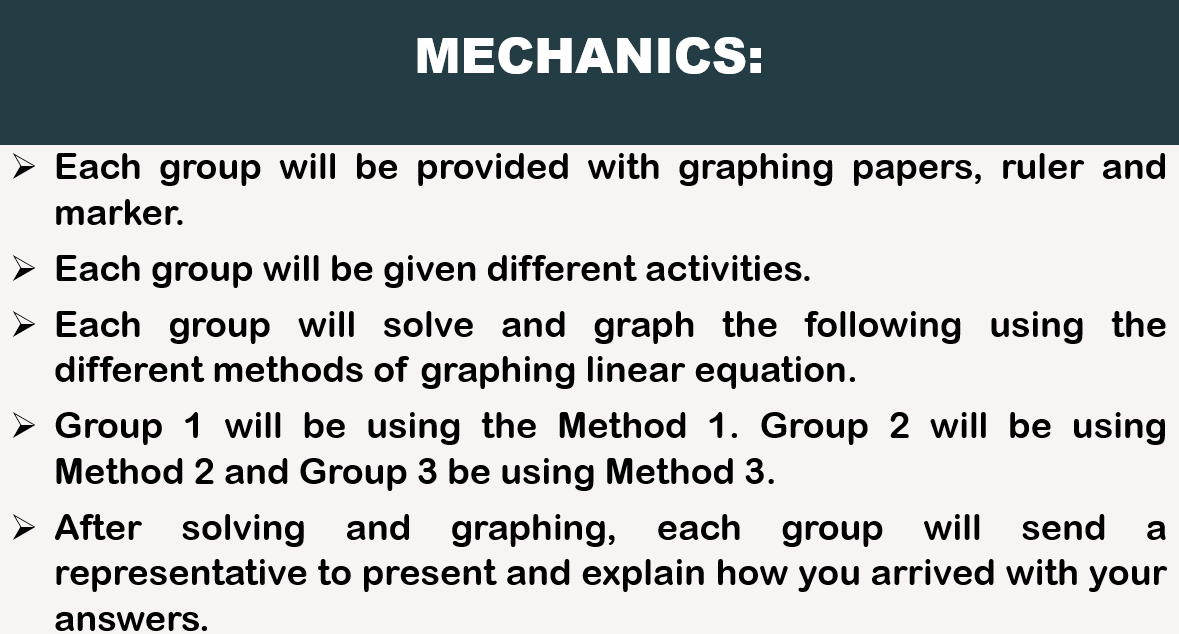 MECHANICS:
➢ Each group will be provided with graphing papers, ruler and
marker.
➢ Each group will be given different activities.
➢ Each group will solve and graph the following using the
different methods of graphing linear equation.
➢ Group 1 will be using the Method 1. Group 2 will be using
Method 2 and Group 3 be using Method 3.
➢ After solving and graphing, each group will send a
representative to present and explain how you arrived with your
answers.